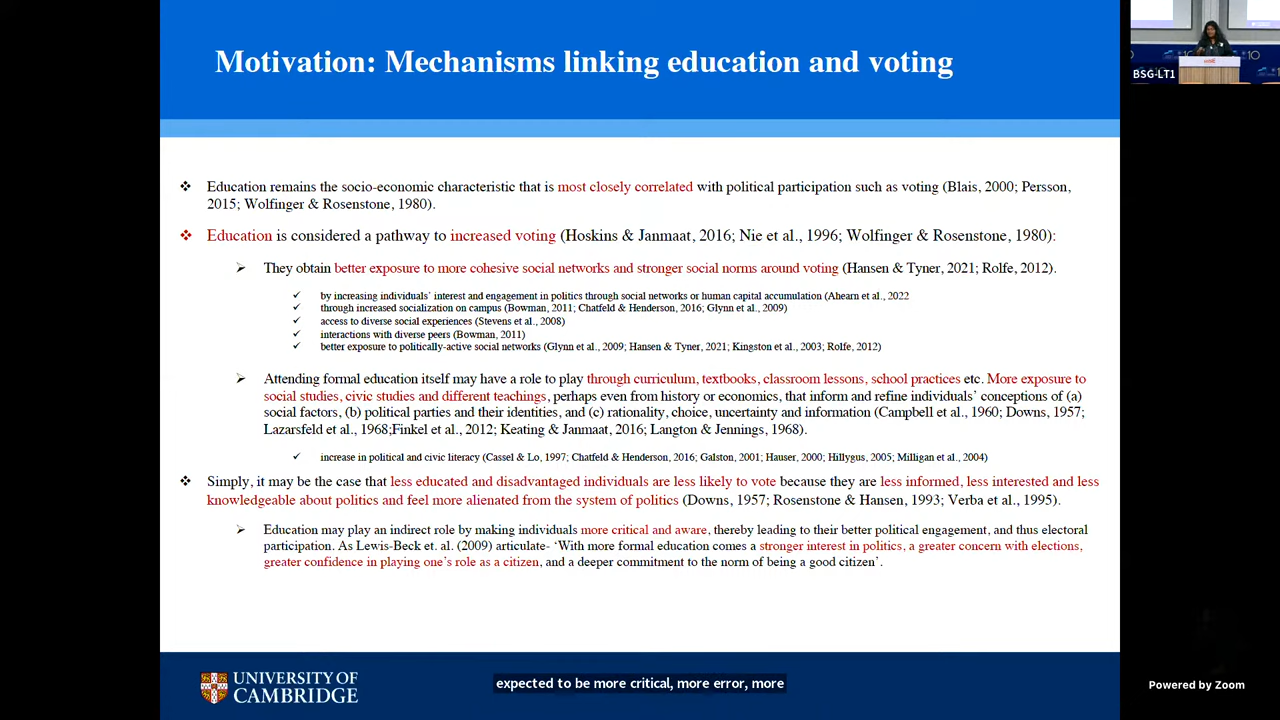 Motivation: Mechanisms linking education and voting
BSG-LT1
❖ Education remains the socio-economic characteristic that is most closely correlated with political participation such as voting (Blais, 2000; Persson,
2015; Wolfinger & Rosenstone, 1980).
❖ Education is considered a pathway to increased voting (Hoskins & Janmaat, 2016; Nie et al., 1996; Wolfinger & Rosenstone, 1980):
➢ They obtain better exposure to more cohesive social networks and stronger social norms around voting (Hansen & Tyner, 2021; Rolfe, 2012).
✓ by increasing individuals' interest and engagement in politics through social networks or human capital accumulation (Ahearn et al., 2022
✓ through increased socialization on campus (Bowman, 2011; Chatfeld & Henderson, 2016; Glynn et al., 2009)
✓ access to diverse social experiences (Stevens et al., 2008)
✓ interactions with diverse peers (Bowman, 2011)
✓ better exposure to politically-active social networks (Glynn et al., 2009; Hansen & Tyner, 2021; Kingston et al., 2003; Rolfe, 2012)
➢ Attending formal education itself may have a role to play through curriculum, textbooks, classroom lessons, school practices etc. More exposure to
social studies, civic studies and different teachings, perhaps even from history or economics, that inform and refine individuals' conceptions of (a)
social factors, (b) political parties and their identities, and (c) rationality, choice, uncertainty and information (Campbell et al., 1960; Downs, 1957;
Lazarsfeld et al., 1968;Finkel et al., 2012; Keating & Janmaat, 2016; Langton & Jennings, 1968).
✓ increase in political and civic literacy (Cassel & Lo, 1997; Chatfeld & Henderson, 2016; Galston, 2001; Hauser, 2000; Hillygus, 2005; Milligan et al., 2004)
❖ Simply, it may be the case that less educated and disadvantaged individuals are less likely to vote because they are less informed, less interested and less
knowledgeable about politics and feel more alienated from the system of politics (Downs, 1957; Rosenstone & Hansen, 1993; Verba et al., 1995).
➢ Education may play an indirect role by making individuals more critical and aware, thereby leading to their better political engagement, and thus electoral
participation. As Lewis-Beck et. al. (2009) articulate- 'With more formal education comes a stronger interest in politics, a greater concern with elections,
greater confidence in playing one's role as a citizen, and a deeper commitment to the norm of being a good citizen'.
UNIVERSITY OF
CAMBRIDGE
expected to be more critical, more error, more
Powered by Zoom